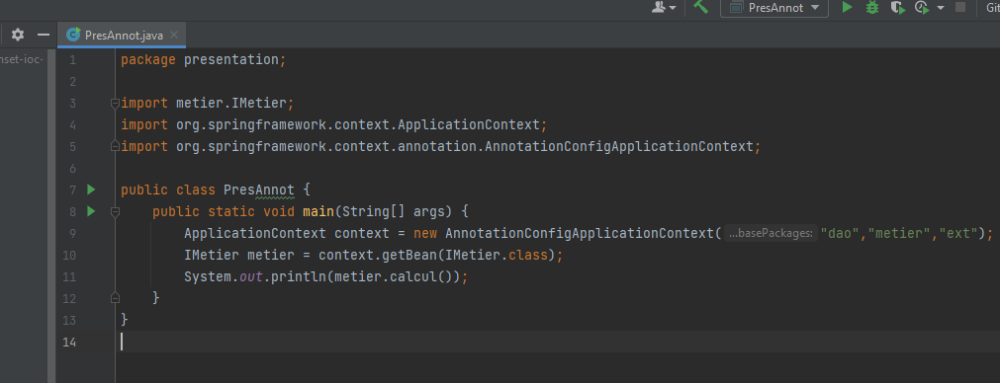 PresAnnot
Git
nset-ioc-
PresAnnot.java
1 package presentation;
2
3 import metier.IMetier;
4 import org.springframework.context.ApplicationContext;
5 import org.springframework.context.annotation.AnnotationConfigApplicationContext;
6
7 public class PresAnnot {
8 public static void main(String[] args) {
9 ApplicationContext context = new AnnotationConfigApplicationContext( ...basePackages: "dao","metier","ext");
10 IMetier metier = context.getBean(IMetier.class);
11 System.out.println(metier.calcul());
12 }
13 }
14